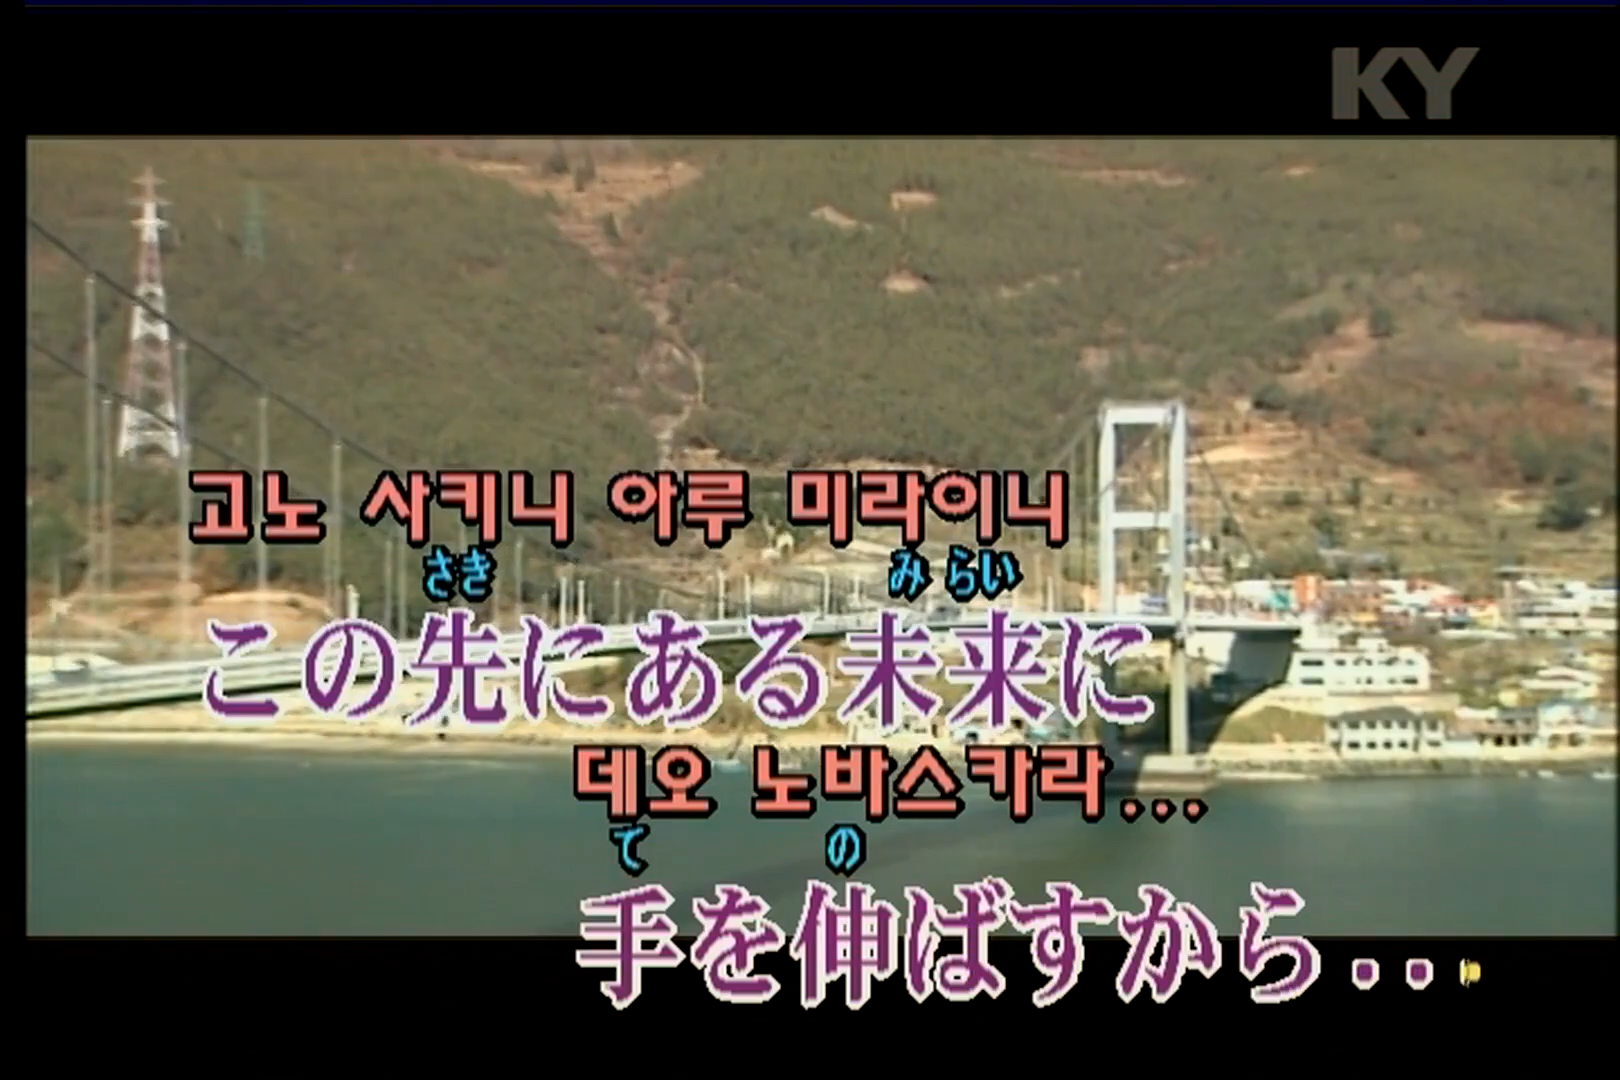 KY
고노 사키니 아루 미라이니
さき みらい
この先にある未来に
데오 노바스카라...
て の
手を伸ばすから...